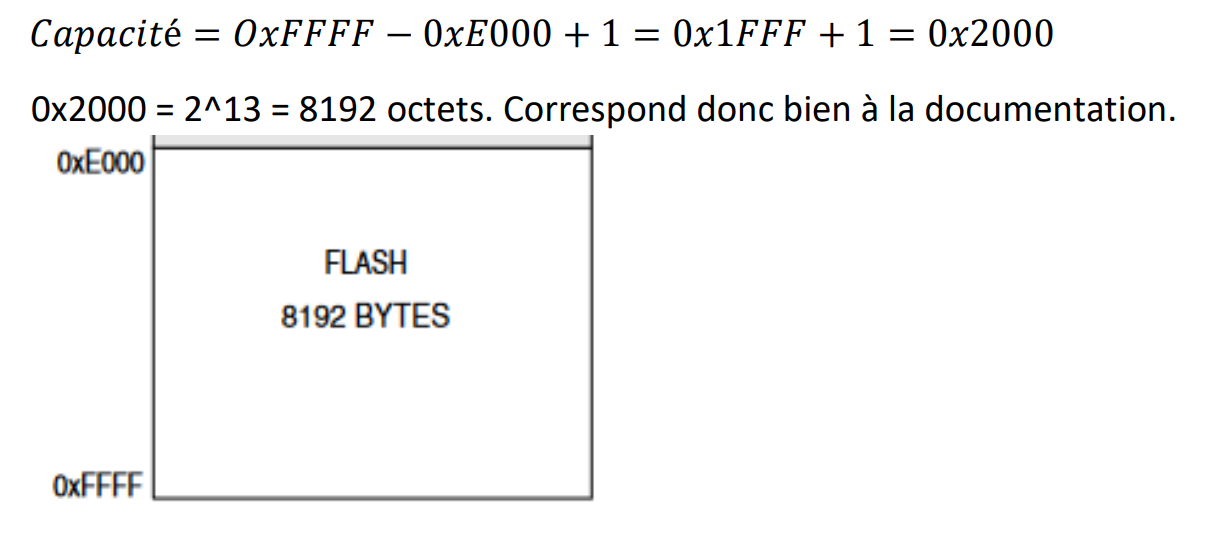 Capacité = OxFFFF − 0xE000 + 1 = 0x1FFF + 1 = 0x2000
0x2000 = 2^13 = 8192 octets. Correspond donc bien à la documentation.
0xE000
FLASH
8192 BYTES
0xFFFF